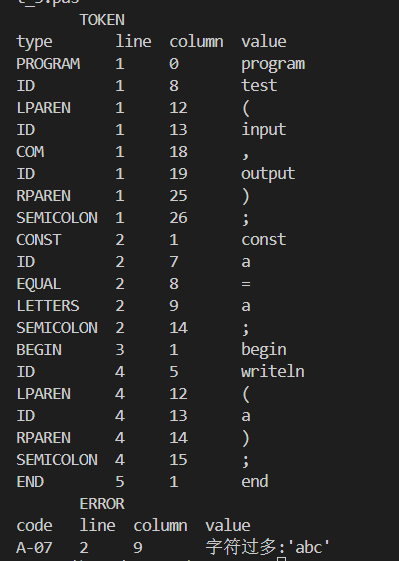 TOKEN
type line column value
PROGRAM 1 0 program
ID 1 8 test
LPAREN 1 12 (
ID 1 13 input
COM 1 18 ,
ID 1 19 output
RPAREN 1 25 )
SEMICOLON 1 26 ;
CONST 2 1 const
ID 2 7 a
EQUAL 2 8 =
LETTERS 2 9 a
SEMICOLON 2 14 ;
BEGIN 3 1 begin
ID 4 5 writeln
LPAREN 4 12 (
ID 4 13 a
RPAREN 4 14 )
SEMICOLON 4 15 ;
END 5 1 end
ERROR
code line column value
A-07 2 9 字符过多:'abc'